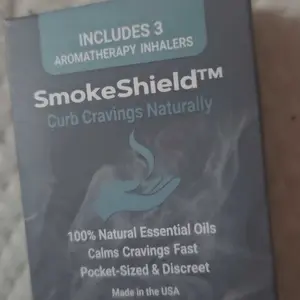 INCLUDES 3
AROMATHERAPY INHALERS
SmokeShield™
Curb Cravings Naturally
100% Natural Essential Oils
Calms Cravings Fast
Pocket-Sized & Discreet
Made in the USA